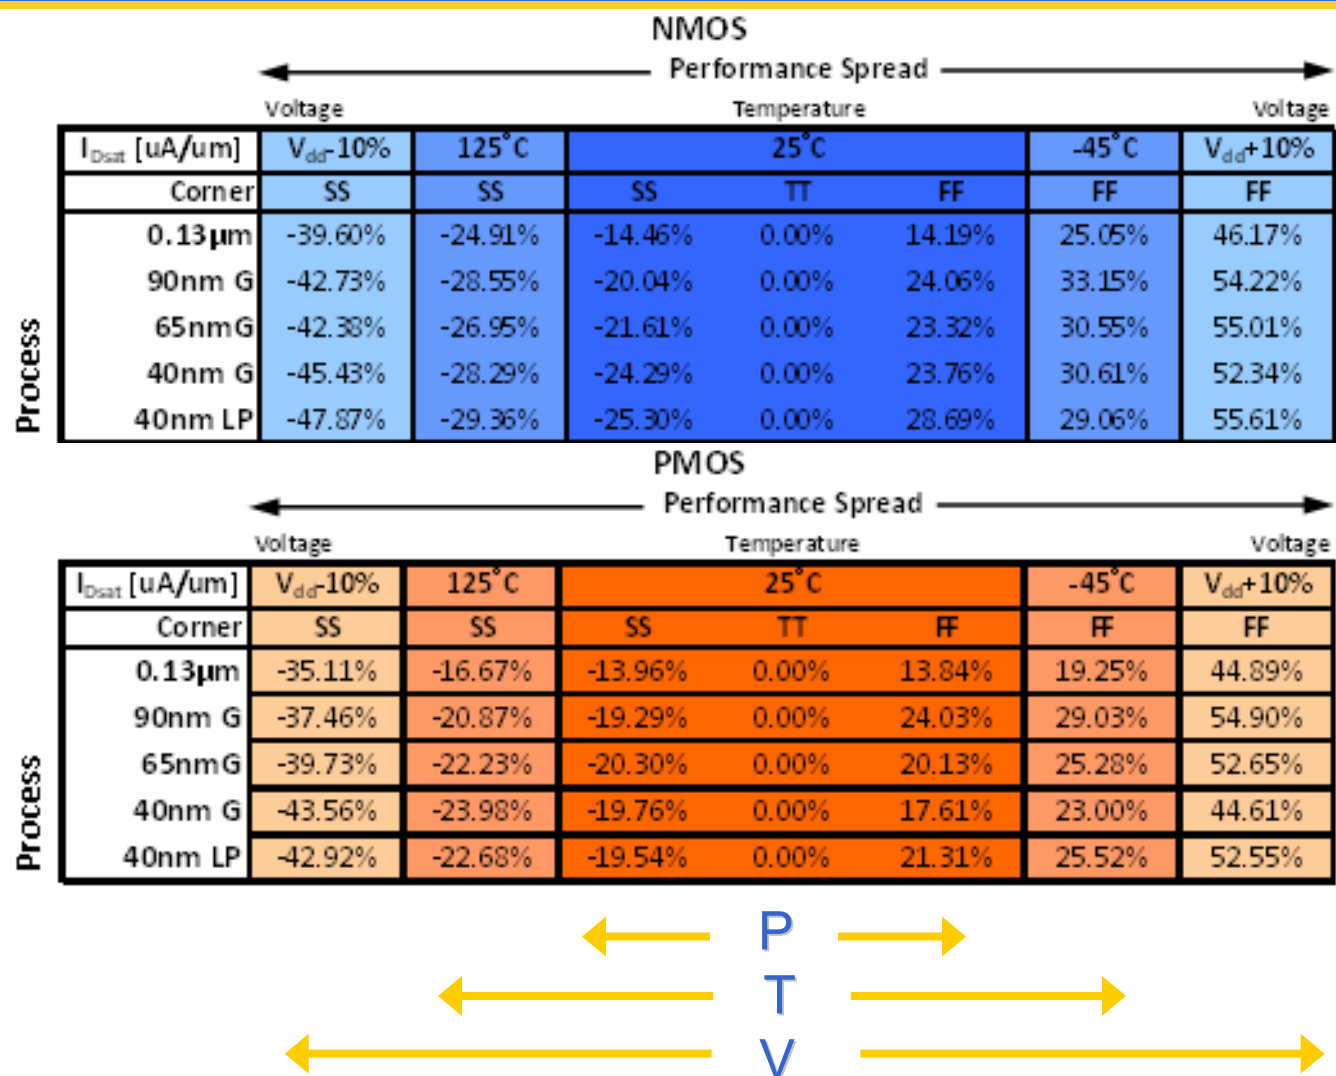 NMOS
Performance Spread
Voltage Temperature Voltage
IDsat [uA/um] Vdd-10% 125°C 25°C -45°C Vdd+10%
Corner SS SS SS TT FF FF FF
0.13μm -39.60% -24.91% -14.46% 0.00% 14.19% 25.05% 46.17%
90nm G -42.73% -28.55% -20.04% 0.00% 24.06% 33.15% 54.22%
65nmG -42.38% -26.95% -21.61% 0.00% 23.32% 30.55% 55.01%
40nm G -45.43% -28.29% -24.29% 0.00% 23.76% 30.61% 52.34%
40nm LP -47.87% -29.36% -25.30% 0.00% 28.69% 29.06% 55.61%
Process
PMOS
Performance Spread
Voltage Temperature Voltage
IDsat [uA/um] Vdd-10% 125°C 25°C -45°C Vdd+10%
Corner SS SS SS TT FF FF FF
0.13μm -35.11% -16.67% -13.96% 0.00% 13.84% 19.25% 44.89%
90nm G -37.46% -20.87% -19.29% 0.00% 24.03% 29.03% 54.90%
65nmG -39.73% -22.23% -20.30% 0.00% 20.13% 25.28% 52.65%
40nm G -43.56% -23.98% -19.76% 0.00% 17.61% 23.00% 44.61%
40nm LP -42.92% -22.68% -19.54% 0.00% 21.31% 25.52% 52.55%
Process
P
T
V